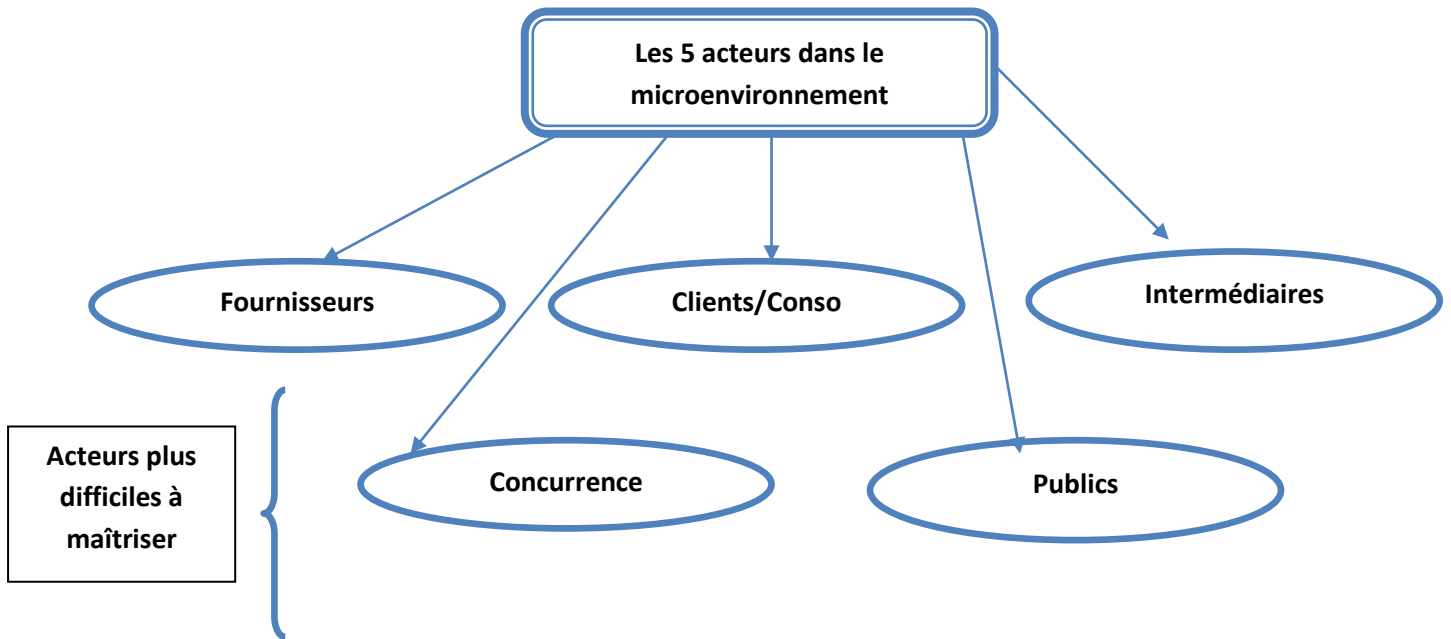 Les 5 acteurs dans le
microenvironnement
Fournisseurs
Clients/Conso
Intermédiaires
Acteurs plus
difficiles à
maîtriser
Concurrence
Publics